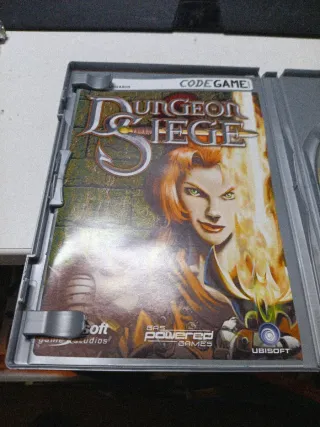 CODEGAME
DUNGEON
SIEGE
soft
game studios
GAS
POWERED
GAMES
UBISOFT